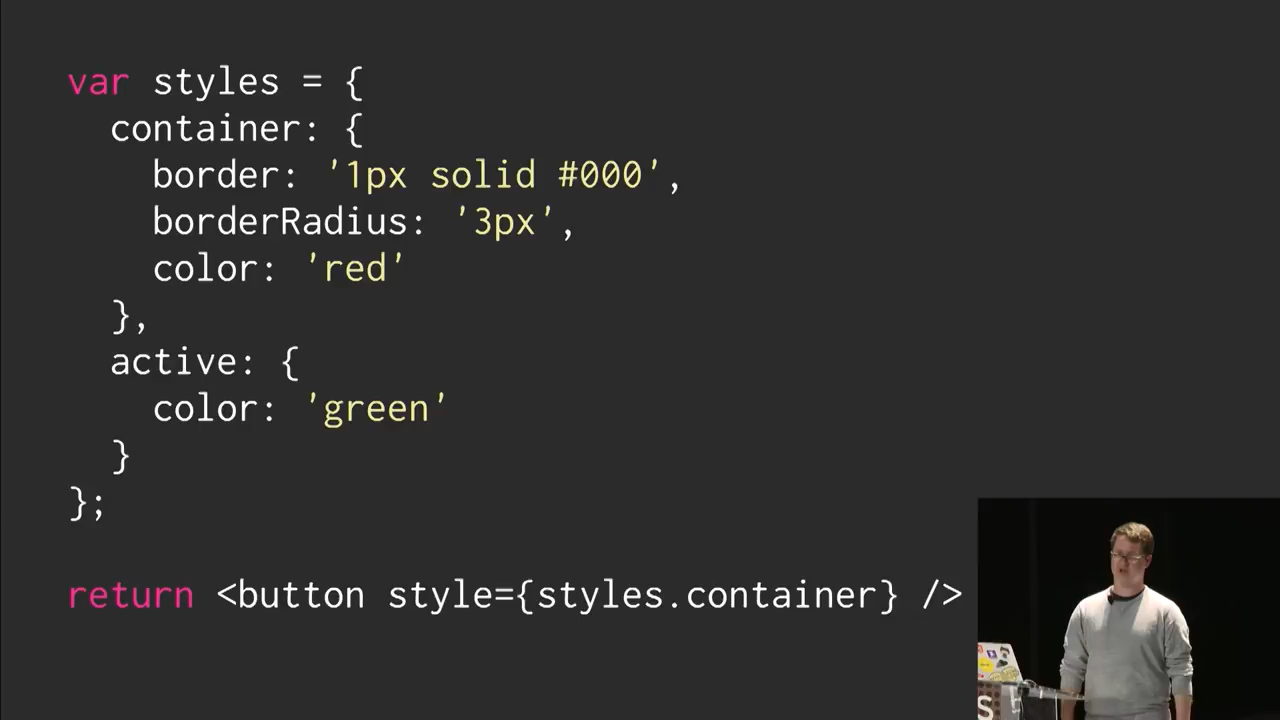 var styles = {
  container: {
    border: '1px solid #000',
    borderRadius: '3px',
    color: 'red'
  },
  active: {
    color: 'green'
  }
};
return <button style={styles.container} />
S